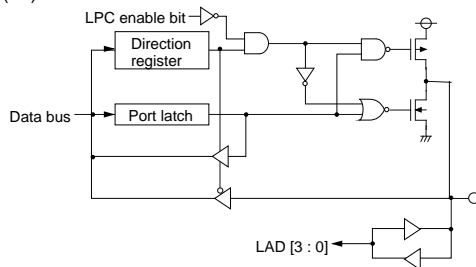 LPC enable bit
Direction
register
Data bus
Port latch
LAD [3 : 0]